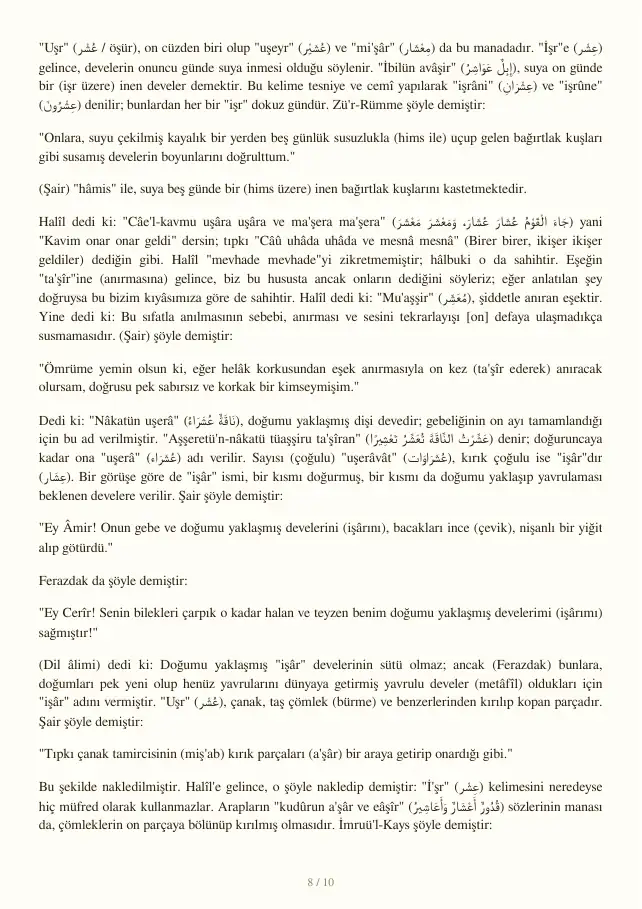 "Uşr" (عُشر / öşür), on cüzden biri olup "uşeyr" (عُشَيْر) ve "mi'şâr" (مِعْشَار) da bu manadadır. "İşr"e (عِشْر)
gelince, develerin onuncu günde suya inmesi olduğu söylenir. "İbilün avâşir" (إِبِلٌ عَوَاشِرُ), suya on günde
bir (işr üzere) inen develer demektir. Bu kelime tesniye ve cemî yapılarak "işrâni" (عِشْرَانِ) ve "işrûne"
(عِشْرُونَ) denilir; bunlardan her bir "işr" dokuz gündür. Zü'r-Rümme şöyle demiştir:
"Onlara, suyu çekilmiş kayalık bir yerden beş günlük susuzlukla (hims ile) uçup gelen bağırtlak kuşları
gibi susamış develerin boyunlarını doğrulttum."
(Şair) "hâmis" ile, suya beş günde bir (hims üzere) inen bağırtlak kuşlarını kastetmektedir.
Halîl dedi ki: "Câe'l-kavmu uşâra uşâra ve ma'şera ma'şera" (جَاءَ الْقَوْمُ عُشَارَ عُشَارَ، وَمَعْشَرَ مَعْشَرَ) yani
"Kavim onar onar geldi" dersin; tıpkı "Câû uhâda uhâda ve mesnâ mesnâ" (Birer birer, ikişer ikişer
geldiler) dediğin gibi. Halîl "mevhade mevhade"yi zikretmemiştir; hâlbuki o da sahihtir. Eşeğin
"ta'şîr"ine (anırmasına) gelince, biz bu hususta ancak onların dediğini söyleriz; eğer anlatılan şey
doğruysa bu bizim kıyâsımıza göre de sahihtir. Halîl dedi ki: "Mu'aşşir" (مُعَشِّر), şiddetle anıran eşektir.
Yine dedi ki: Bu sıfatla anılmasının sebebi, anırması ve sesini tekrarlayışı [on] defaya ulaşmadıkça
susmamasıdır. (Şair) şöyle demiştir:
"Ömrüme yemin olsun ki, eğer helâk korkusundan eşek anırmasıyla on kez (ta'şîr ederek) anıracak
olursam, doğrusu pek sabırsız ve korkak bir kimseymişim."
Dedi ki: "Nâkatün uşerâ" (نَاقَةٌ عُشَرَاءُ), doğumu yaklaşmış dişi devedir; gebeliğinin on ayı tamamlandığı
için bu ad verilmiştir. "Aşşeretü'n-nâkatü tüaşşiru ta'şîran" (عَشَّرَتُ النَّاقَةَ تُعَشِّرُ تَعْشِيرًا) denir; doğuruncaya
kadar ona "uşerâ" (عُشَرَاء) adı verilir. Sayısı (çoğulu) "uşerâvât" (عُشَرَاوَات), kırık çoğulu ise "işâr"dır
(عِشَار). Bir görüşe göre de "işâr" ismi, bir kısmı doğurmuş, bir kısmı da doğumu yaklaşıp yavrulaması
beklenen develere verilir. Şair şöyle demiştir:
"Ey Âmir! Onun gebe ve doğumu yaklaşmış develerini (işârını), bacakları ince (çevik), nişanlı bir yiğit
alıp götürdü."
Ferazdak da şöyle demiştir:
"Ey Cerîr! Senin bilekleri çarpık o kadar halan ve teyzen benim doğumu yaklaşmış develerimi (işârımı)
sağmıştır!"
(Dil âlimi) dedi ki: Doğumu yaklaşmış "işâr" develerinin sütü olmaz; ancak (Ferazdak) bunlara,
doğumları pek yeni olup henüz yavrularını dünyaya getirmiş yavrulu develer (metâfîl) oldukları için
"işâr" adını vermiştir. "Uşr" (عُشَر), çanak, taş çömlek (bürme) ve benzerlerinden kırılıp kopan parçadır.
Şair şöyle demiştir:
"Tıpkı çanak tamircisinin (miş'ab) kırık parçaları (a'şâr) bir araya getirip onardığı gibi."
Bu şekilde nakledilmiştir. Halîl'e gelince, o şöyle nakledip demiştir: "İ'şr" (عِشْر) kelimesini neredeyse
hiç müfred olarak kullanmazlar. Arapların "kudûrun a'şâr ve eâşîr" (قُدُورٌ أَعْشَارٌ وَأَعَاشِيرُ) sözlerinin manası
da, çömleklerin on parçaya bölünüp kırılmış olmasıdır. İmruü'l-Kays şöyle demiştir:
8 / 10